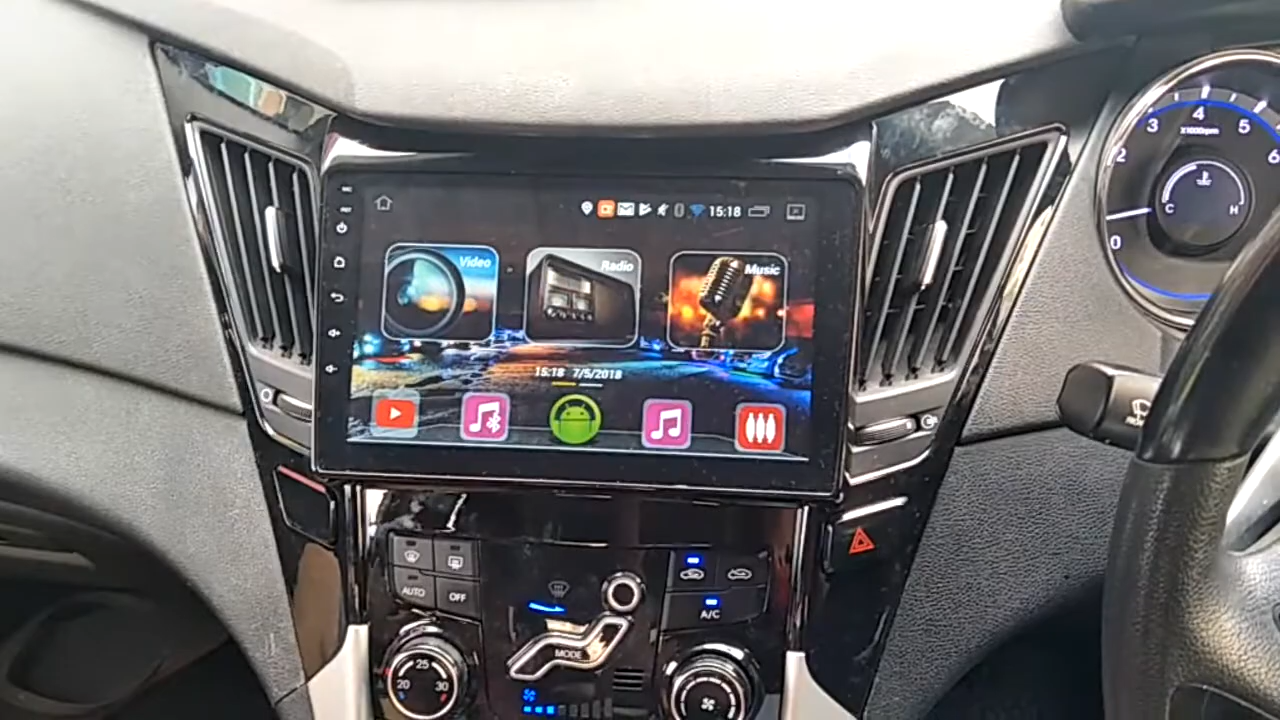 15:18
Video
Radio
Music
15:18 7/5/2018
AUTO
OFF
A/C
MODE
25
20
30
0
2
3
4
5
6
X1000rpm
C
H